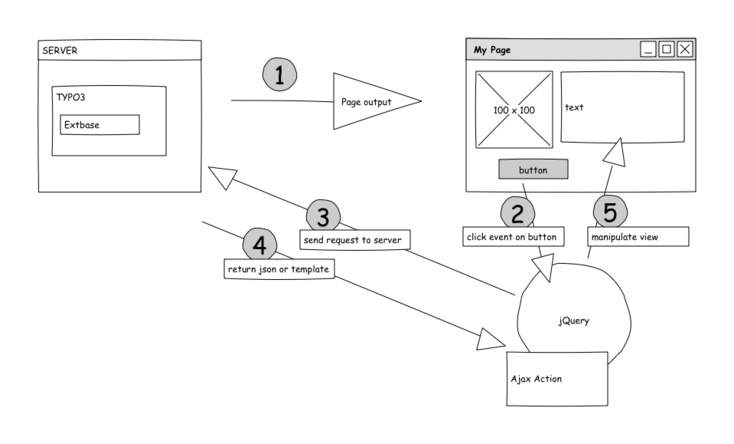 SERVER
TYPO3
Extbase
1
Page output
My Page
100 x 100
text
button
2
click event on button
5
manipulate view
3
send request to server
4
return json or template
jQuery
Ajax Action